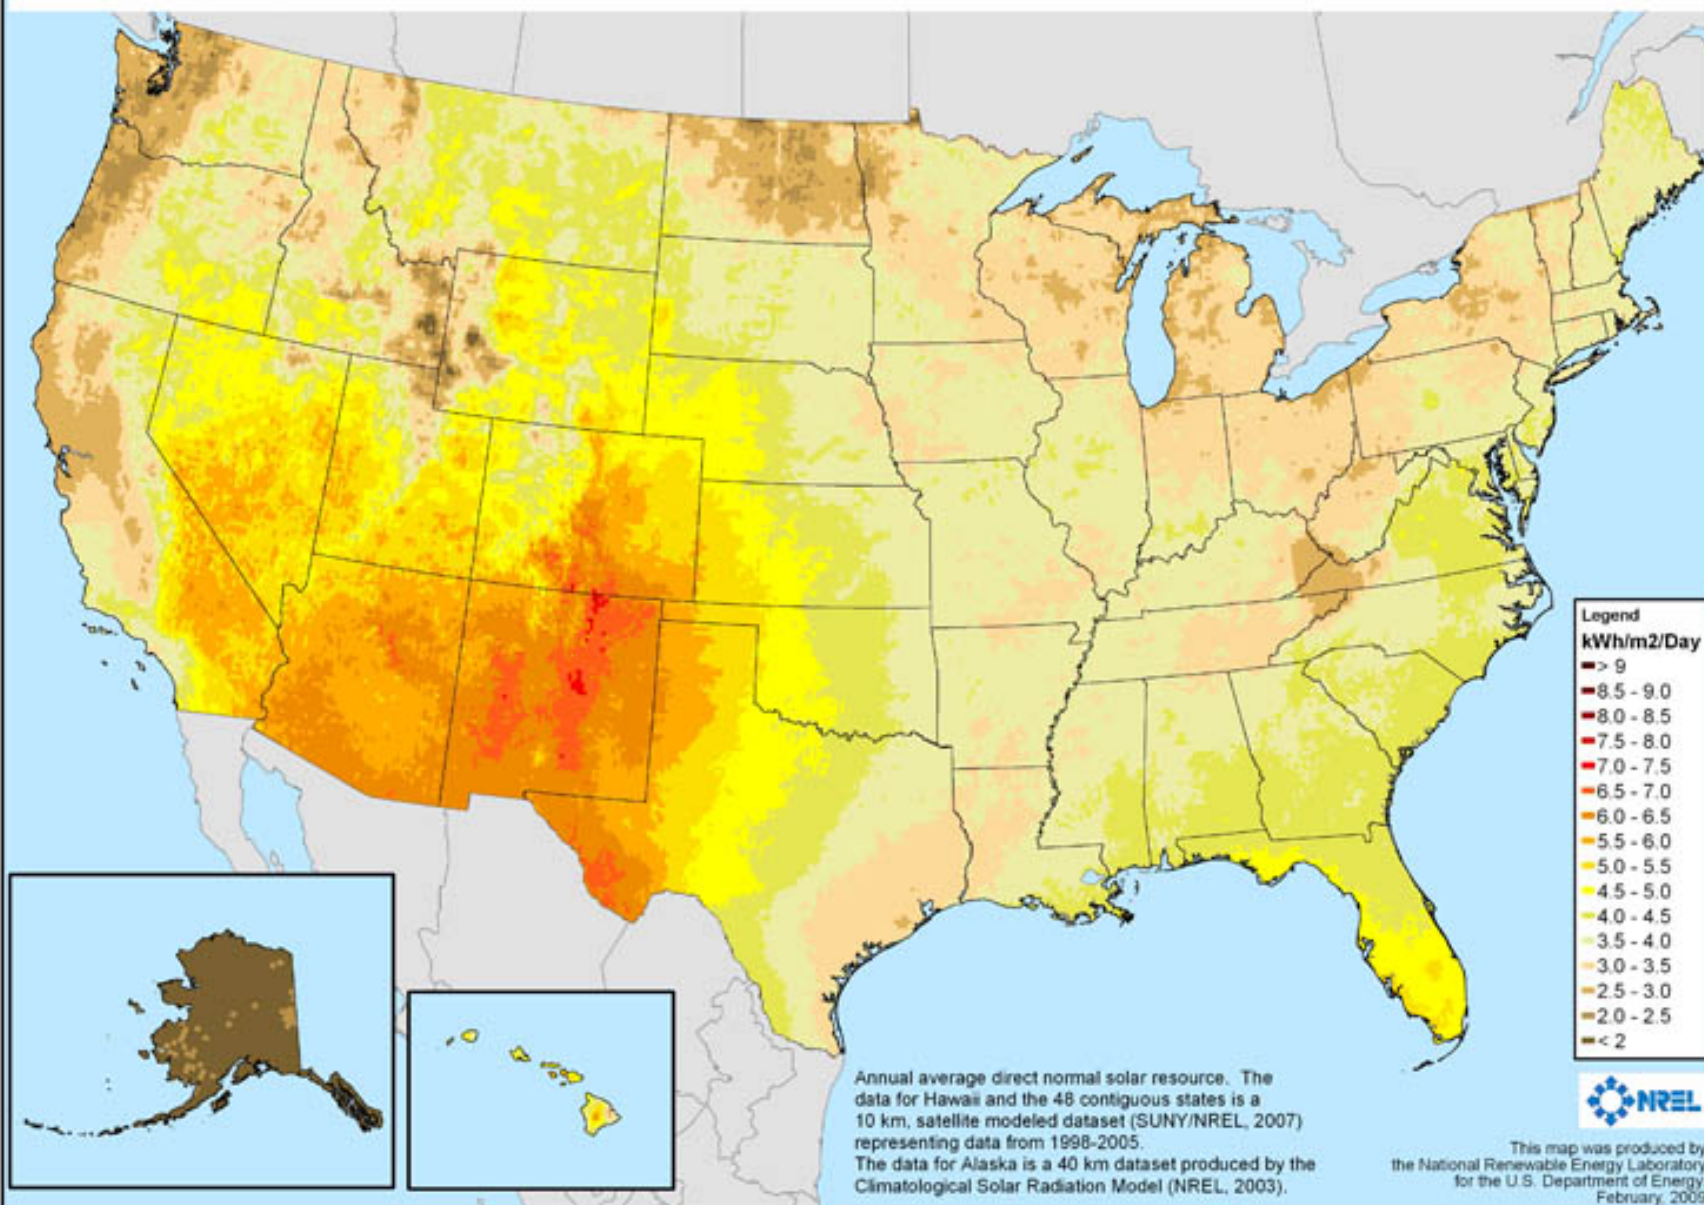 Legend
kWh/m2/Day
> 9
8.5 - 9.0
8.0 - 8.5
7.5 - 8.0
7.0 - 7.5
6.5 - 7.0
6.0 - 6.5
5.5 - 6.0
5.0 - 5.5
4.5 - 5.0
4.0 - 4.5
3.5 - 4.0
3.0 - 3.5
2.5 - 3.0
2.0 - 2.5
< 2
Annual average direct normal solar resource. The
data for Hawaii and the 48 contiguous states is a
10 km, satellite modeled dataset (SUNY/NREL, 2007)
representing data from 1998-2005.
The data for Alaska is a 40 km dataset produced by the
Climatological Solar Radiation Model (NREL, 2003).
NREL
This map was produced by
the National Renewable Energy Laboratory
for the U.S. Department of Energy
February, 2009